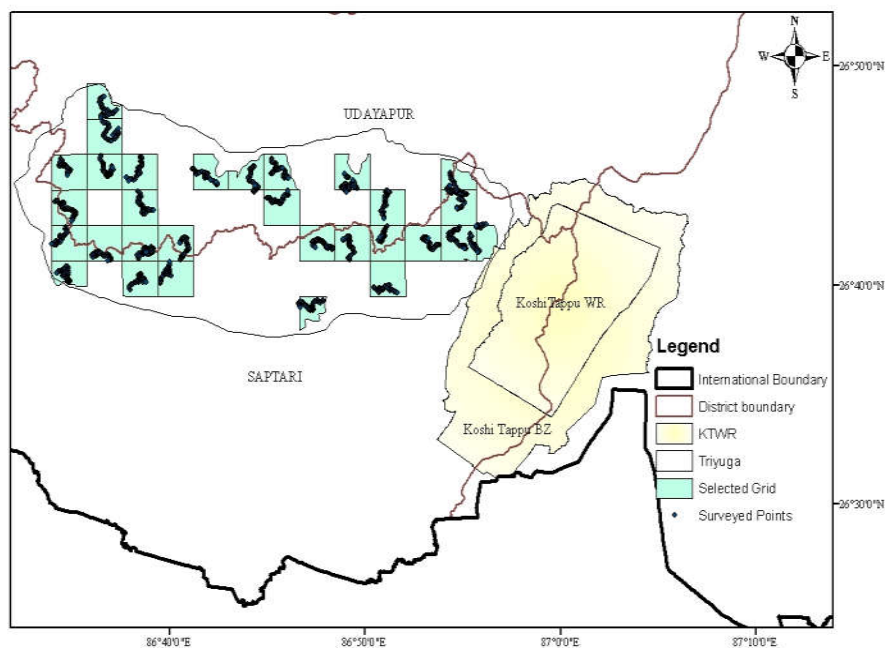 N
W E
S
26°50'0"N
UDAYAPUR
26°40'0"N
Koshi Tappu WR
Legend
SAPTARI
International Boundary
District boundary
Koshi Tappu BZ
KTWR
Triyuga
Selected Grid
26°30'0"N
Surveyed Points
86°40'0"E 86°50'0"E 87°0'0"E 87°10'0"E